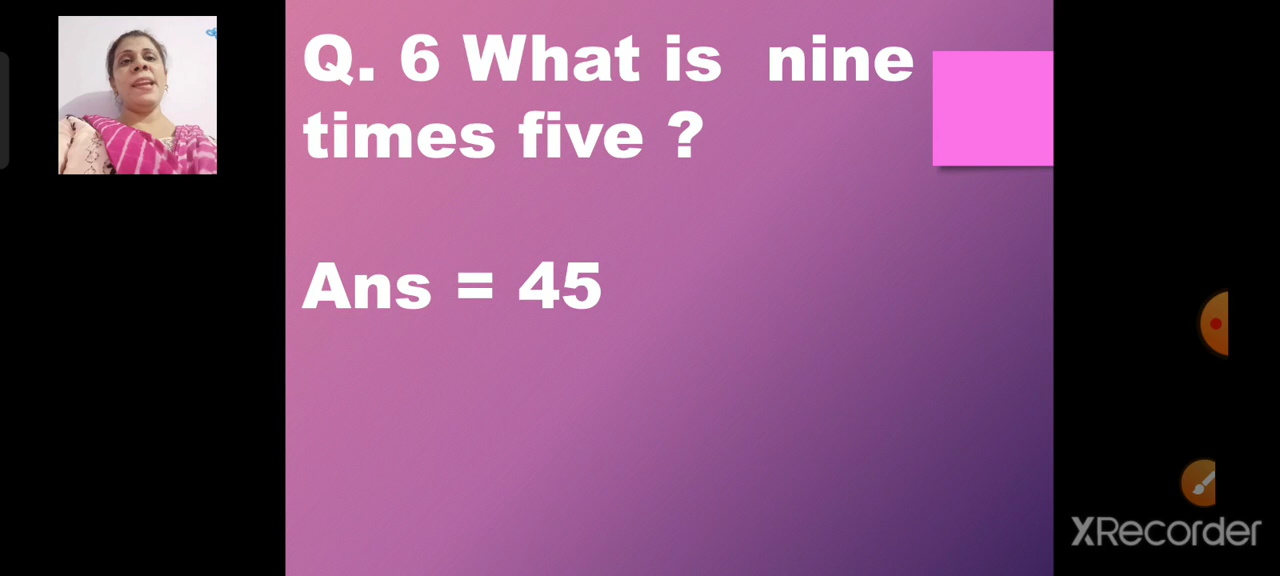 Q. 6 What is nine
times five ?
Ans = 45
XRecorder